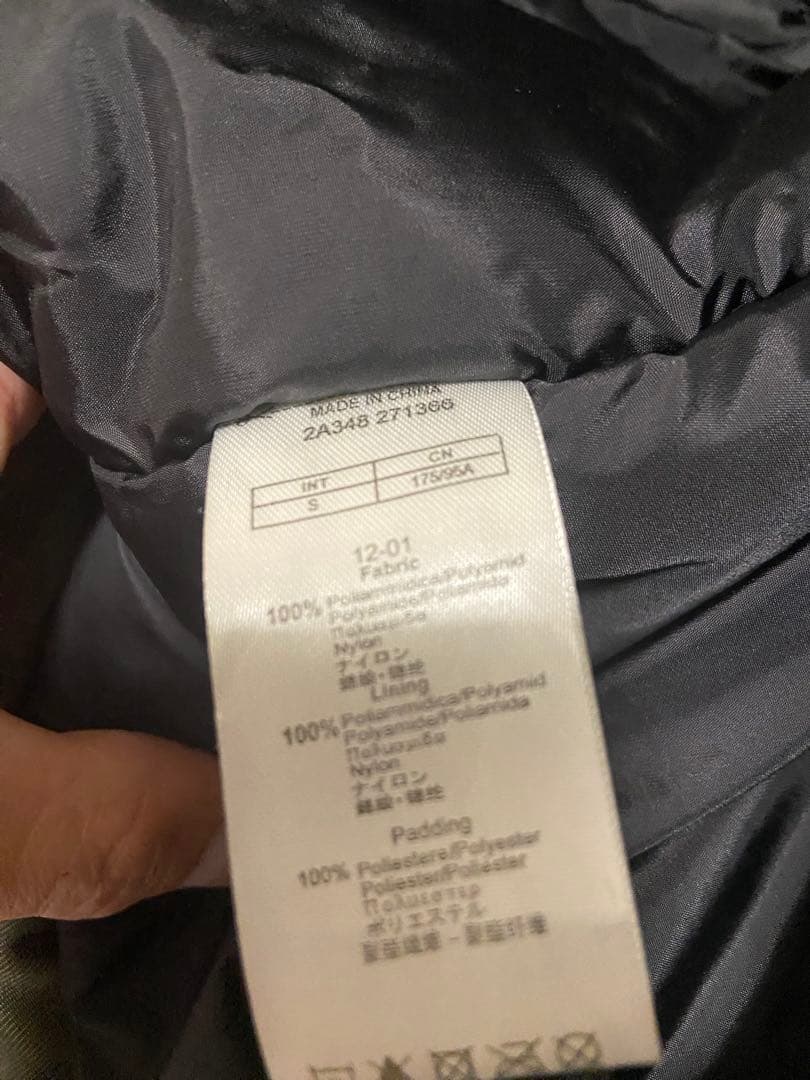 MADE IN CHINA
2A348 271366
INT CN
S 175/95A
12-01
Fabric
100% Poliammidica/Polyamid
Polyamide/Poliamida
Nylon
ナイロン
Lining
100% Poliammidica/Polyamid
Polyamide/Poliamida
Nylon
ナイロン
Padding
100% Poliestere/Polyester
Poliester/Poliéster
ポリエステル